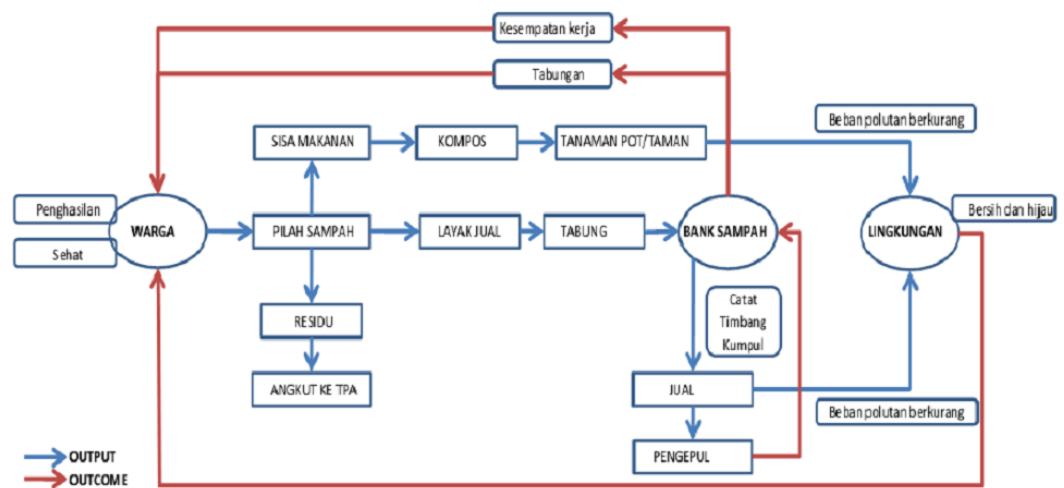 Kesempatan kerja
Tabungan
Beban polutan berkurang
SISA MAKANAN
KOMPOS
TANAMAN POT/TAMAN
Penghasilan
Sehat
WARGA
PILAH SAMPAH
LAYAK JUAL
TABUNG
BANK SAMPAH
LINGKUNGAN
Bersih dan hijau
Catat
Timbang
Kumpul
RESIDU
ANGKUT KE TPA
JUAL
Beban polutan berkurang
PENGEPUL
OUTPUT
OUTCOME